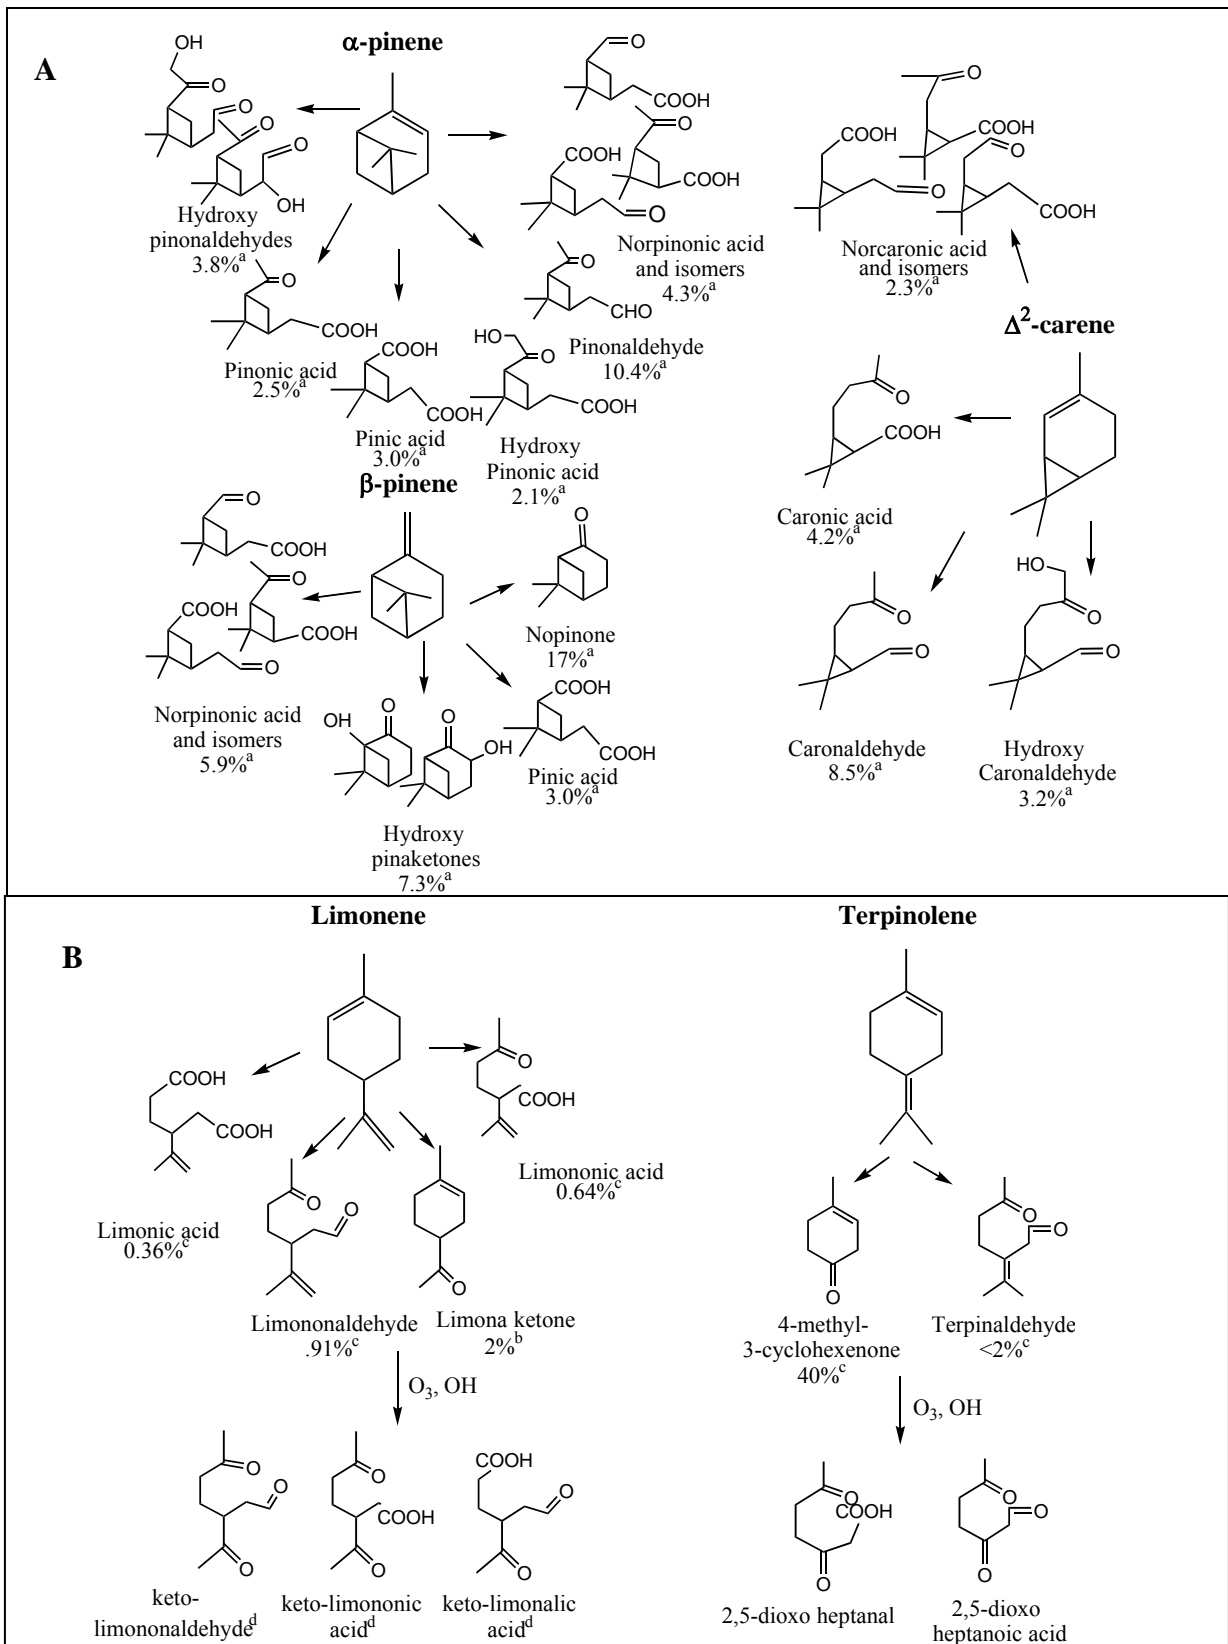 A
α-pinene
OH
O
O
O
O
OH
Hydroxy
pinonaldehydes
3.8%a
O
COOH
O
COOH
COOH
O
Norpinonic acid
and isomers
4.3%a
O
COOH
Pinonic acid
2.5%a
COOH
COOH
Pinic acid
3.0%a
HO
O
COOH
Hydroxy
Pinonic acid
2.1%a
O
CHO
Pinonaldehyde
10.4%a
O
COOH
COOH
O
O
COOH
Norcaronic acid
and isomers
2.3%a
Δ2-carene
O
COOH
Caronic acid
4.2%a
O
O
Caronaldehyde
8.5%a
HO
O
O
Hydroxy
Caronaldehyde
3.2%a
β-pinene
O
COOH
COOH
O
COOH
O
Norpinonic acid
and isomers
5.9%a
O
Nopinone
17%a
OH
O
O
OH
Hydroxy
pinaketones
7.3%a
COOH
COOH
Pinic acid
3.0%a
B
Limonene
COOH
COOH
Limonic acid
0.36%c
O
O
Limononaldehyde
.91%c
O
Limona ketone
2%b
O
COOH
Limononic acid
0.64%c
O3, OH
O
O
O
keto-
limononaldehyded
O
COOH
O
keto-limononic
acidd
COOH
O
O
keto-limonalic
acidd
Terpinolene
O
4-methyl-
3-cyclohexenone
40%c
O
O
Terpinaldehyde
<2%c
O3, OH
O
COOH
O
2,5-dioxo heptanal
O
O
O
2,5-dioxo
heptanoic acid